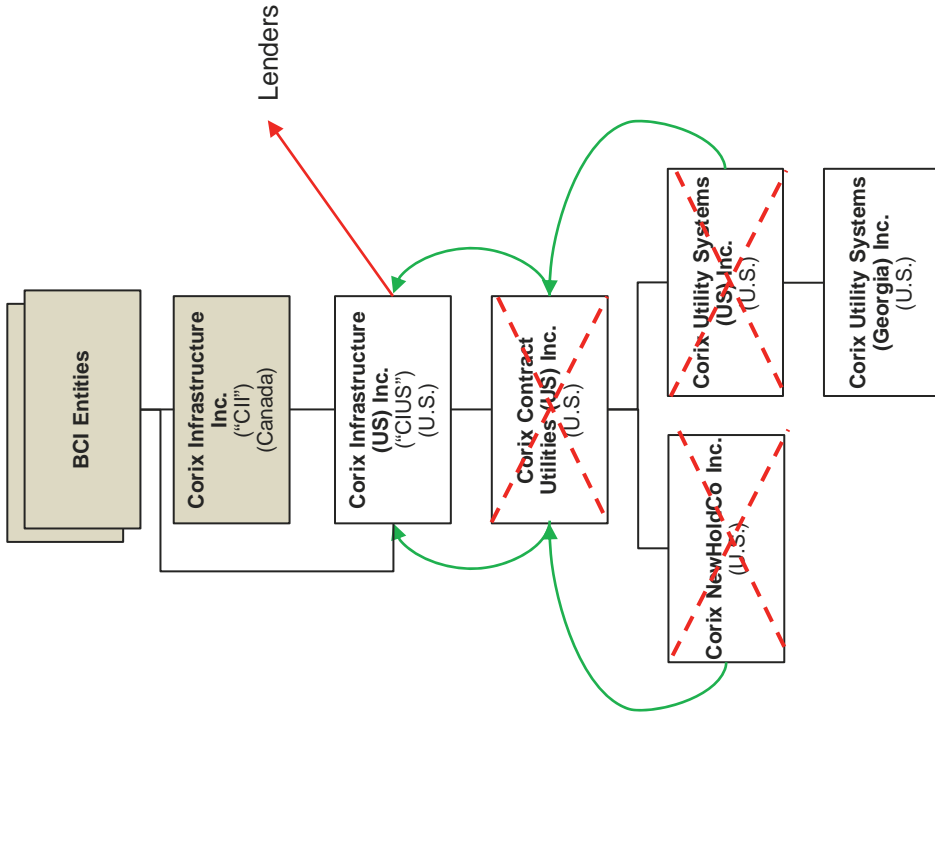 Lenders
BCI Entities
Corix Infrastructure
Inc.
(“CII”)
(Canada)
Corix Infrastructure
(US) Inc.
(“CIUS”)
(U.S.)
Corix Contract
Utilities (US) Inc.
(U.S.)
Corix NewHoldCo Inc.
(U.S.)
Corix Utility Systems
(US) Inc.
(U.S.)
Corix Utility Systems
(Georgia) Inc.
(U.S.)